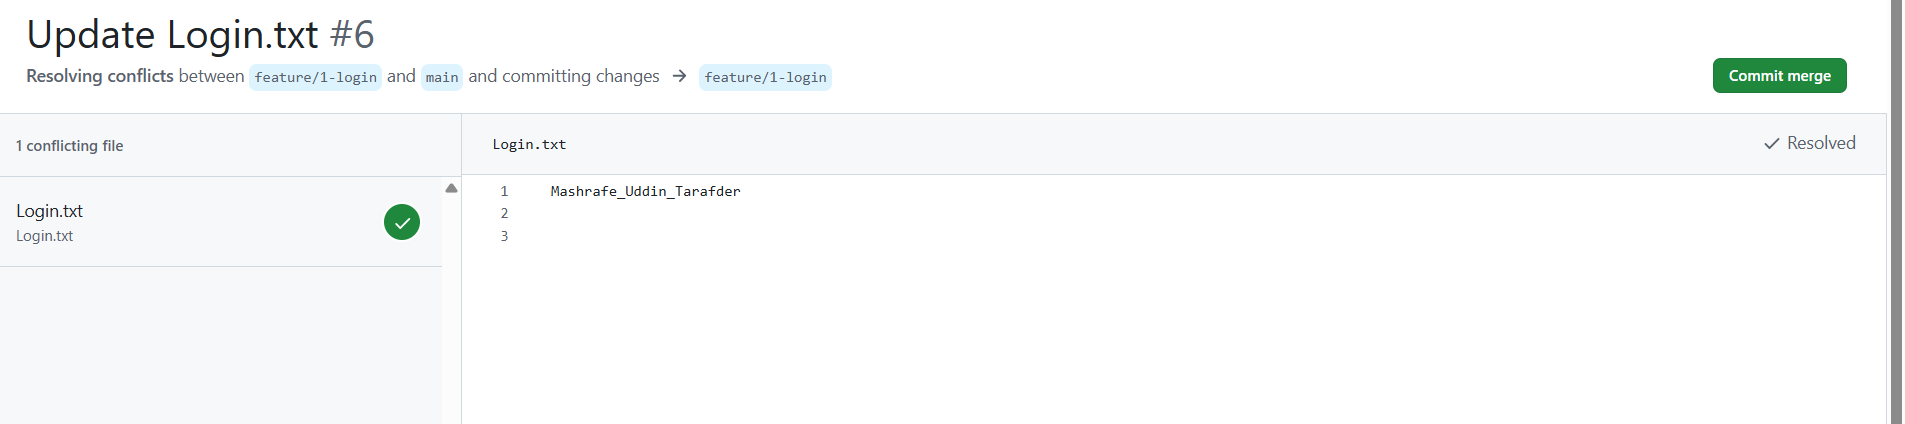 Update Login.txt #6
Resolving conflicts between feature/1-login and main and committing changes → feature/1-login
Commit merge
1 conflicting file
Login.txt
Resolved
Login.txt
Login.txt
1 Mashrafe_Uddin_Tarafder
2
3